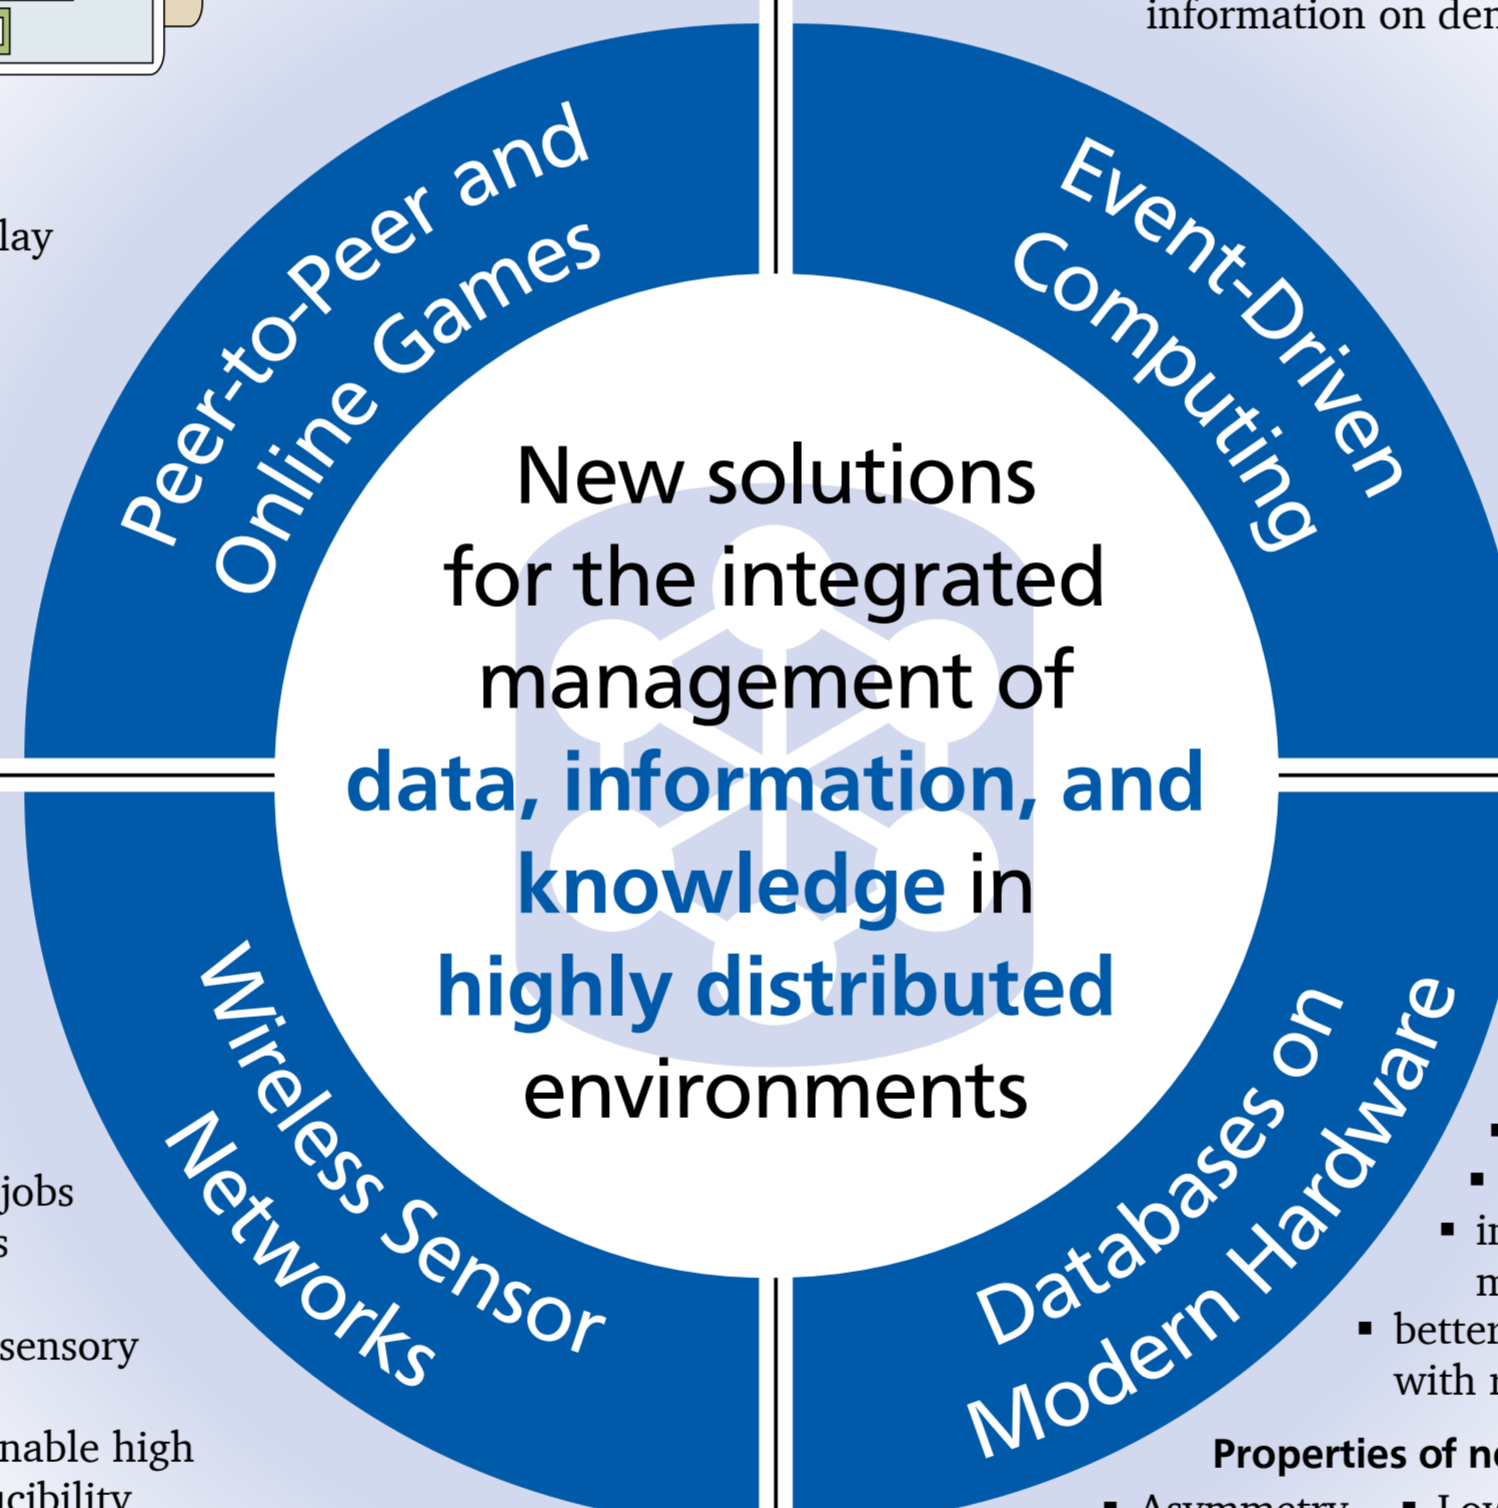 information on
lay
Peer-to-Peer and
Online Games
Event-Driven
Computing
New solutions
for the integrated
management of
data, information, and
knowledge in
highly distributed
environments
Wireless Sensor
Networks
Databases on
Modern Hardware
jobs
s
sensory
high
better
with
Properties of
Asymmetry